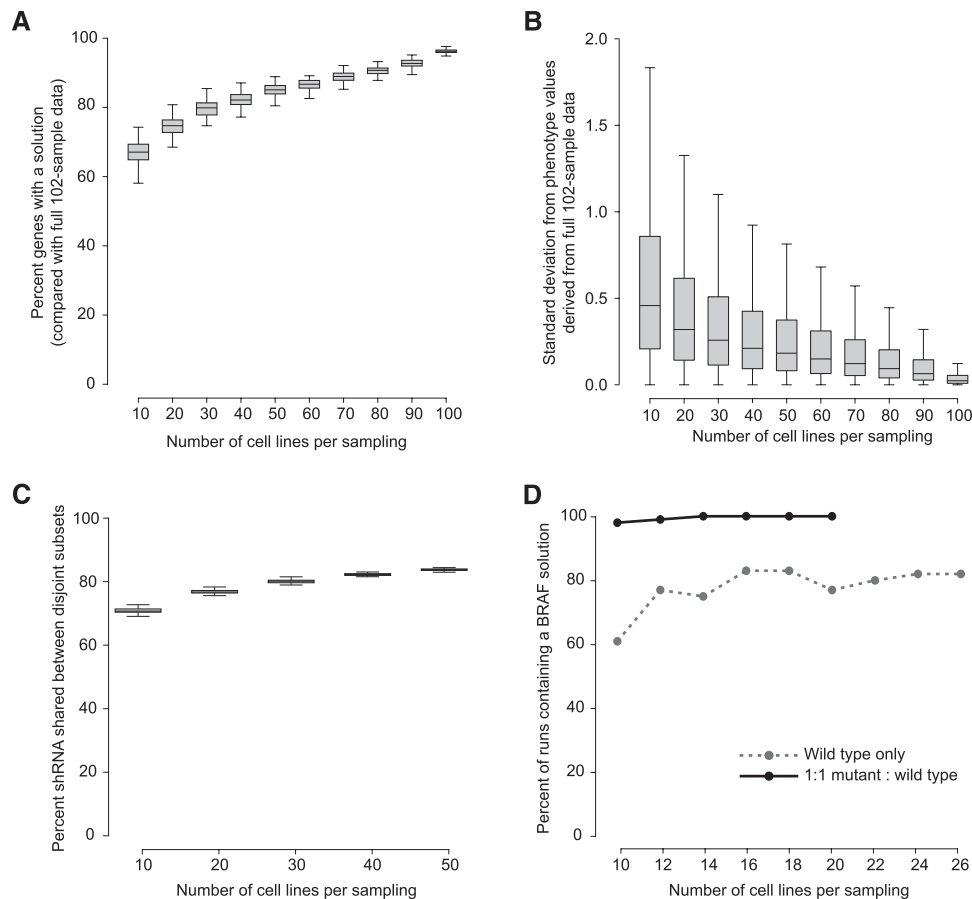 A
Percent genes with a solution
(compared with full 102-sample data)
100
80
60
40
20
0
10 20 30 40 50 60 70 80 90 100
Number of cell lines per sampling
B
Standard deviation from phenotype values
derived from full 102-sample data
2.0
1.5
1.0
0.5
0.0
10 20 30 40 50 60 70 80 90 100
Number of cell lines per sampling
C
Percent shRNA shared between disjoint subsets
100
80
60
40
20
0
10 20 30 40 50
Number of cell lines per sampling
D
Percent of runs containing a BRAF solution
100
80
60
40
20
0
Wild type only
1:1 mutant : wild type
10 12 14 16 18 20 22 24 26
Number of cell lines per sampling